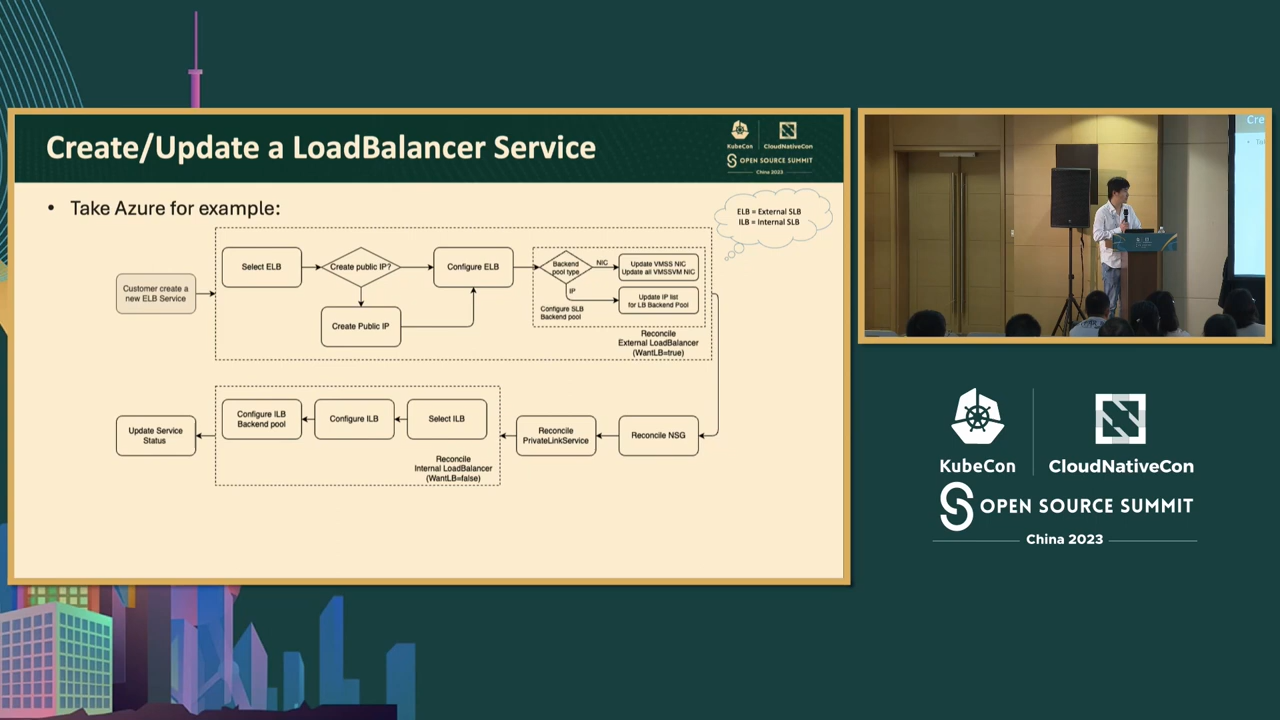 Create/Update a LoadBalancer Service
KubeCon
CloudNativeCon
OPEN SOURCE SUMMIT
China 2023
• Take Azure for example:
ELB = External SLB
ILB = Internal SLB
Customer create a
new ELB Service
Select ELB
Create public IP?
Create Public IP
Configure ELB
Backend
pool type
NIC
IP
Update VMSS NIC
Update all VMSSVM NIC
Update IP list
for LB Backend Pool
Configure SLB
Backend pool
Reconcile
External LoadBalancer
(WantLB=true)
Update Service
Status
Configure ILB
Backend pool
Configure ILB
Select ILB
Reconcile
Internal LoadBalancer
(WantLB=false)
Reconcile
PrivateLinkService
Reconcile NSG
Cre
KubeCon
CloudNativeCon
OPEN SOURCE SUMMIT
China 2023